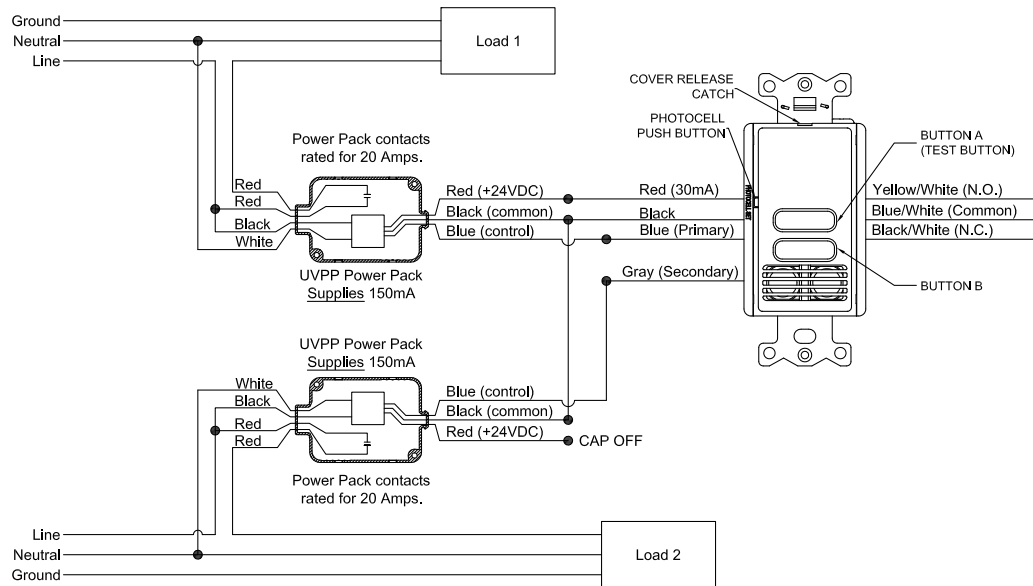 Ground
Neutral
Line
Load 1
COVER RELEASE
CATCH
PHOTOCELL
PUSH BUTTON
BUTTON A
(TEST BUTTON)
Power Pack contacts
rated for 20 Amps.
Red
Red
Black
White
Red (+24VDC)
Black (common)
Blue (control)
Red (30mA)
Black
Blue (Primary)
Gray (Secondary)
PHOTOCELL SET
Yellow/White (N.O.)
Blue/White (Common)
Black/White (N.C.)
BUTTON B
UVPP Power Pack
Supplies 150mA
UVPP Power Pack
Supplies 150mA
White
Black
Red
Red
Blue (control)
Black (common)
Red (+24VDC)
CAP OFF
Power Pack contacts
rated for 20 Amps.
Line
Neutral
Ground
Load 2